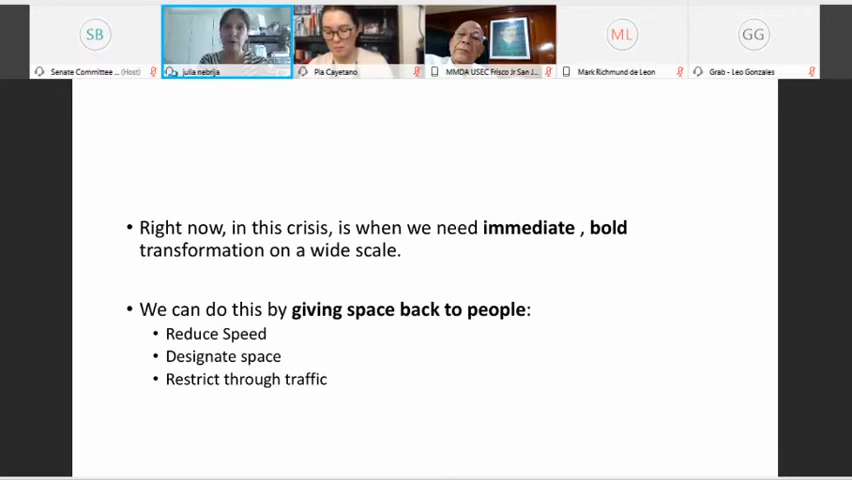 SB
ML
GG
Senate Committee ... (Host)
julia nebrija
Pia Cayetano
MMDA USEC Frisco Jr San J...
Mark Richmund de Leon
Grab - Leo Gonzales
• Right now, in this crisis, is when we need immediate , bold
transformation on a wide scale.
• We can do this by giving space back to people:
• Reduce Speed
• Designate space
• Restrict through traffic